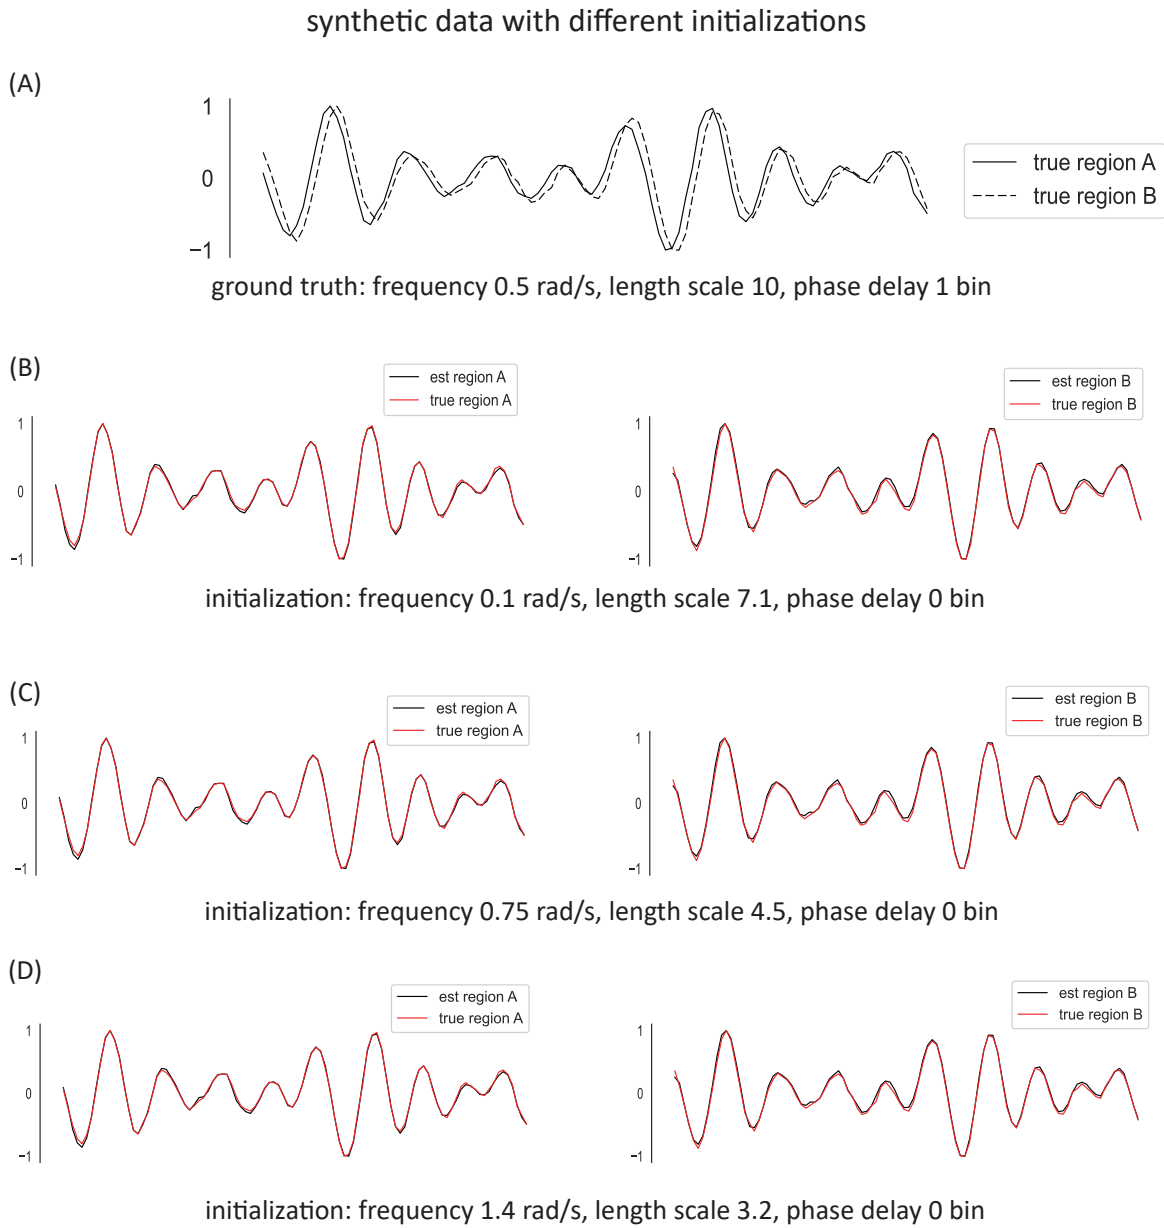 synthetic data with different initializations
(A)
1
0
−1
true region A
true region B
ground truth: frequency 0.5 rad/s, length scale 10, phase delay 1 bin
(B)
est region A
true region A
1
0
−1
est region B
true region B
1
0
−1
initialization: frequency 0.1 rad/s, length scale 7.1, phase delay 0 bin
(C)
est region A
true region A
1
0
−1
est region B
true region B
1
0
−1
initialization: frequency 0.75 rad/s, length scale 4.5, phase delay 0 bin
(D)
est region A
true region A
1
0
−1
est region B
true region B
1
0
−1
initialization: frequency 1.4 rad/s, length scale 3.2, phase delay 0 bin